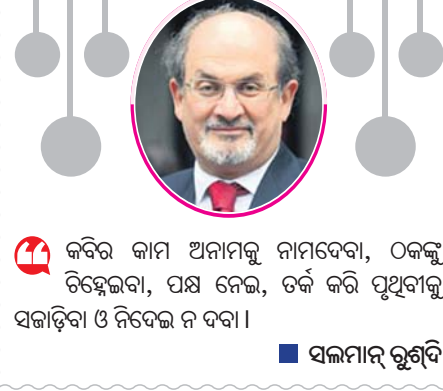 କବିର କାମ ଅନାମକୁ ନାମଦେବା, ଠକଙ୍କୁ
ଚିହ୍ନେଇବା, ପକ୍ଷ ନେଇ, ତର୍କ କରି ପୃଥିବୀକୁ
ସଜାଡ଼ିବା ଓ ନିଦେଇ ନ ଦବା।
ସଲମାନ୍ ରୁଶ୍‌ଦି